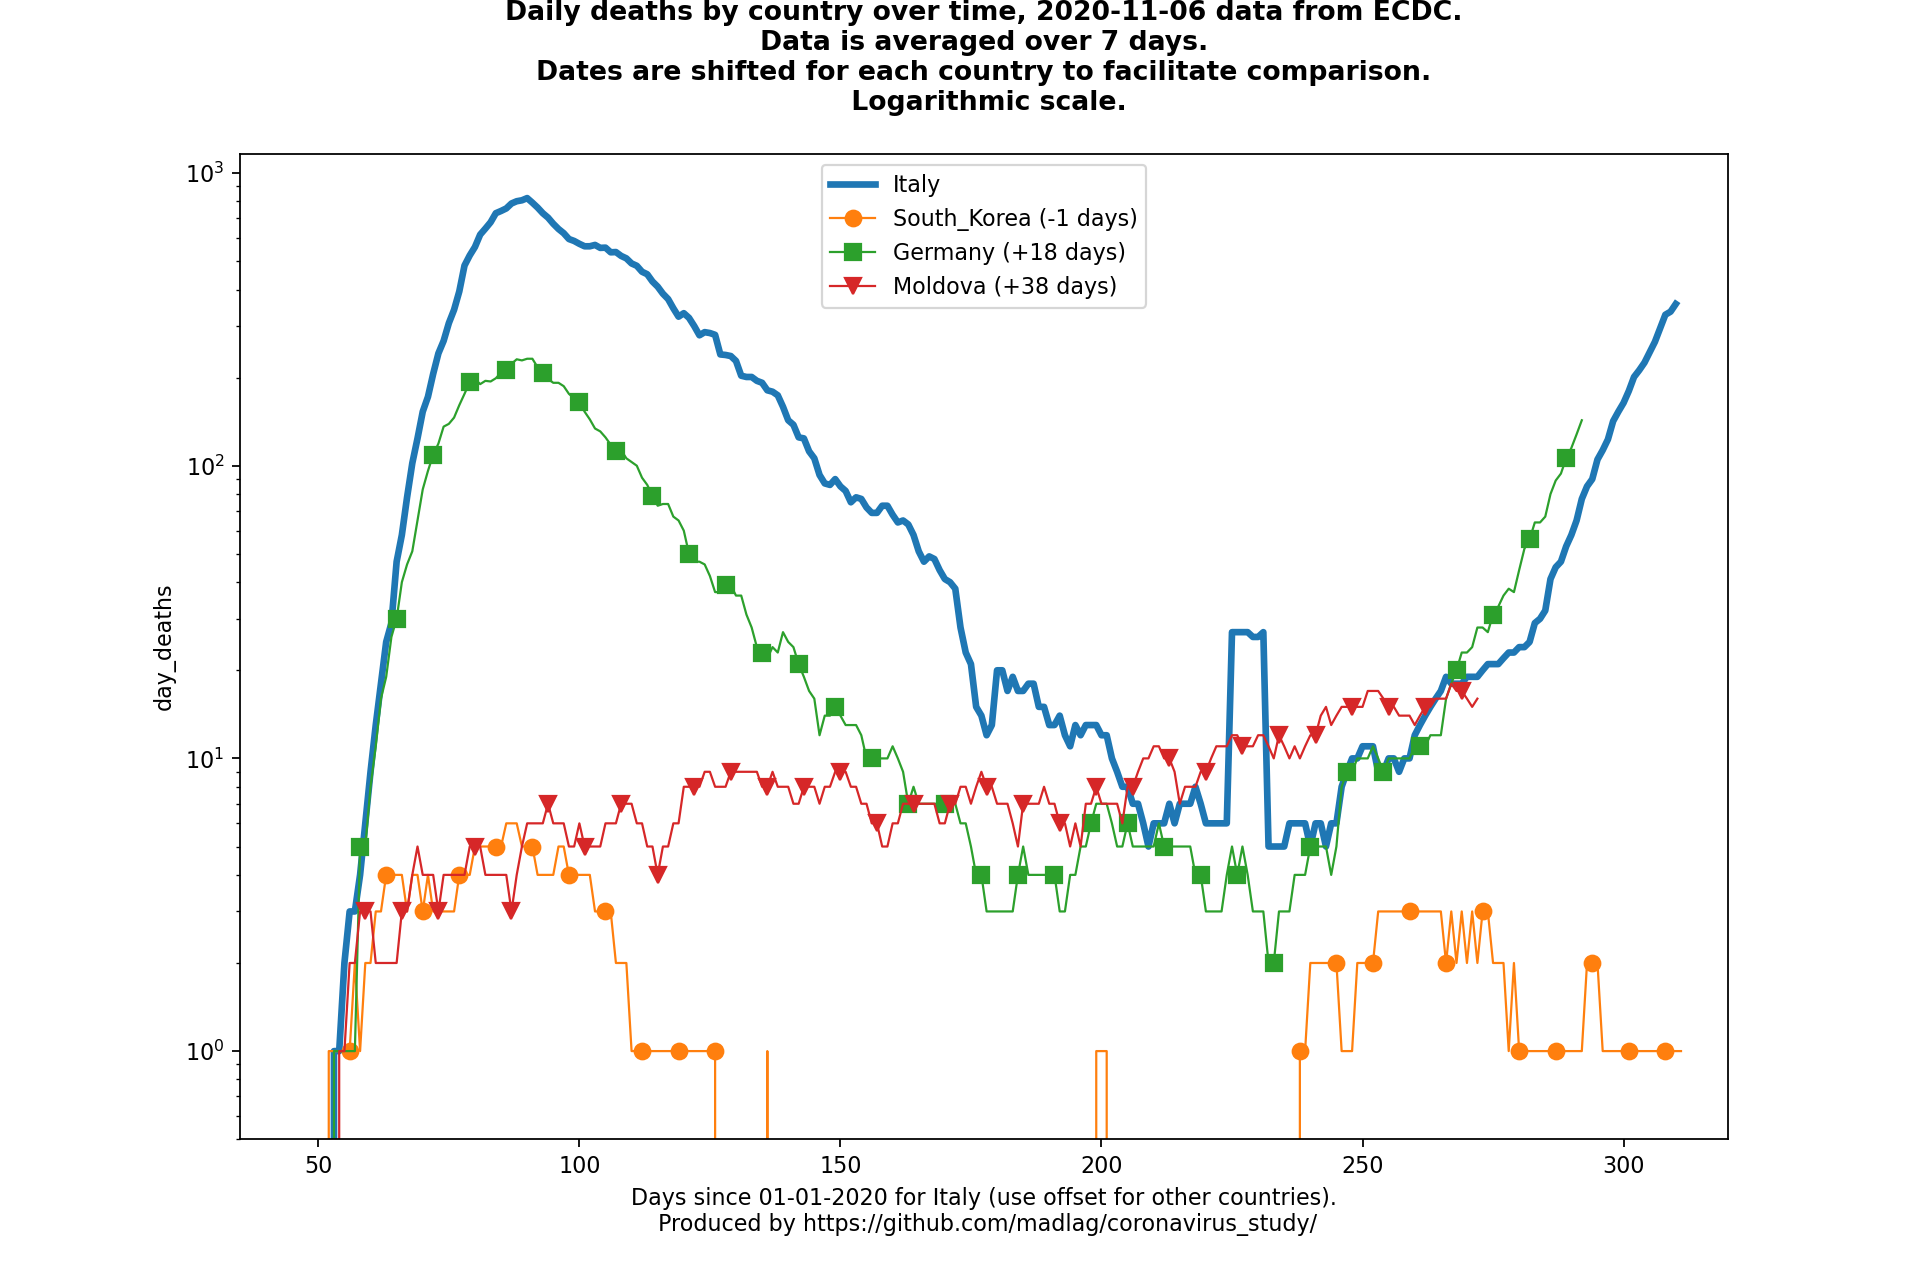 Daily deaths by country over time, 2020-11-06 data from ECDC.
Data is averaged over 7 days.
Dates are shifted for each country to facilitate comparison.
Logarithmic scale.
10³
10²
10¹
10⁰
day_deaths
Italy
South_Korea (-1 days)
Germany (+18 days)
Moldova (+38 days)
50 100 150 200 250 300
Days since 01-01-2020 for Italy (use offset for other countries).
Produced by https://github.com/madlag/coronavirus_study/